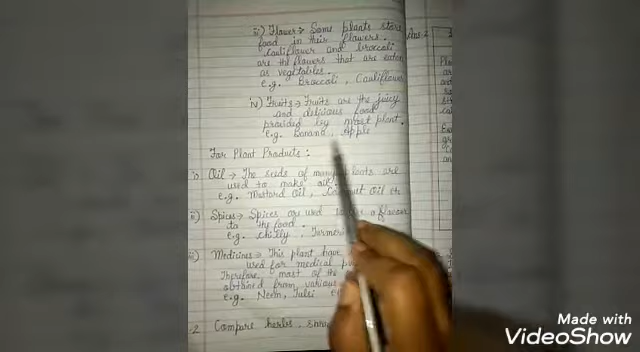 iii) Flower → Some plants store
food in their flowers.
Cauliflower and broccoli
are the flowers that are eaten
as vegetables.
e.g. Broccoli, Cauliflower
iv) Fruits → Fruits are the juicy
and delicious food
provided by most plant.
e.g. Banana, apple
For Plant Products:
i) Oil → The seeds of many plants are
used to make oil
e.g. Mustard Oil, Coconut Oil etc
ii) Spices → Spices are used to a flavour
to the food.
e.g. Chilly, Turmeric
iii) Medicines → This plant have
used for medical
Therefore, most of the
obtained from various
e.g. Neem, Tulsi
.2 Compare herbs, shru
Made with
VideoShow